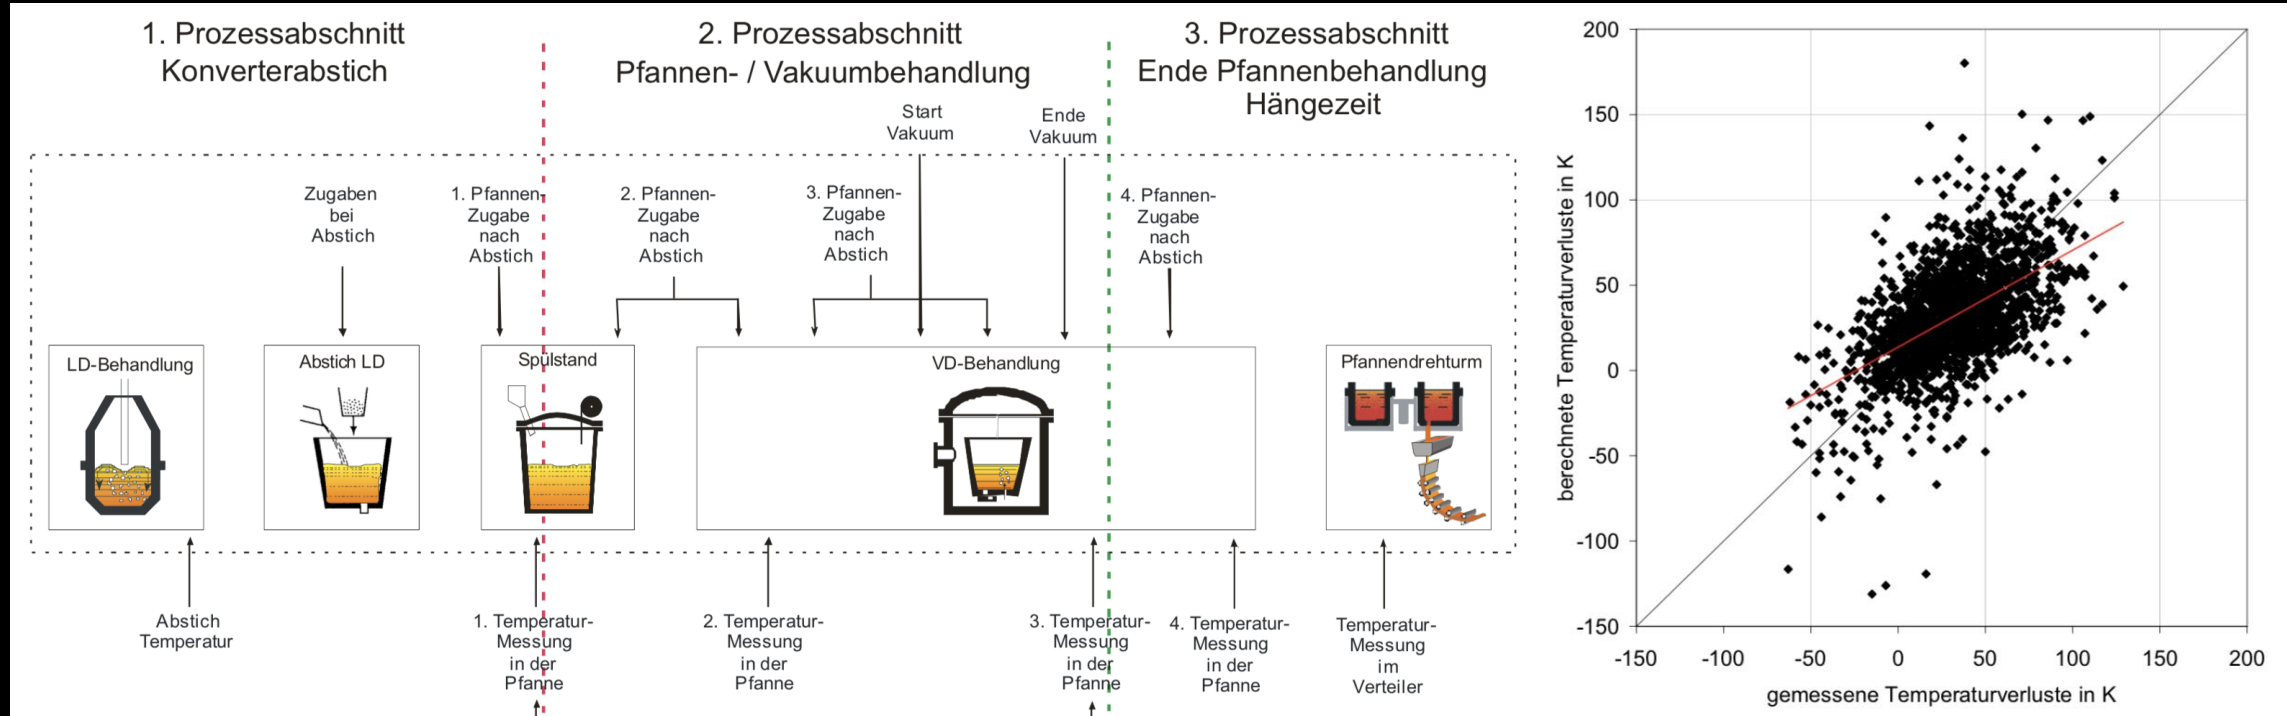 1. Prozessabschnitt
Konverterabstich
2. Prozessabschnitt
Pfannen- / Vakuumbehandlung
3. Prozessabschnitt
Ende Pfannenbehandlung
Hängezeit
Start
Vakuum
Ende
Vakuum
Zugaben
bei
Abstich
1. Pfannen-
Zugabe
nach
Abstich
2. Pfannen-
Zugabe
nach
Abstich
3. Pfannen-
Zugabe
nach
Abstich
4. Pfannen-
Zugabe
nach
Abstich
LD-Behandlung
Abstich LD
Spülstand
VD-Behandlung
Pfannendrehturm
Abstich
Temperatur
1. Temperatur-
Messung
in der
Pfanne
2. Temperatur-
Messung
in der
Pfanne
3. Temperatur-
Messung
in der
Pfanne
4. Temperatur-
Messung
in der
Pfanne
Temperatur-
Messung
im
Verteiler
berechnete Temperaturverluste in K
200
150
100
50
0
-50
-100
-150
-150 -100 -50 0 50 100 150 200
gemessene Temperaturverluste in K